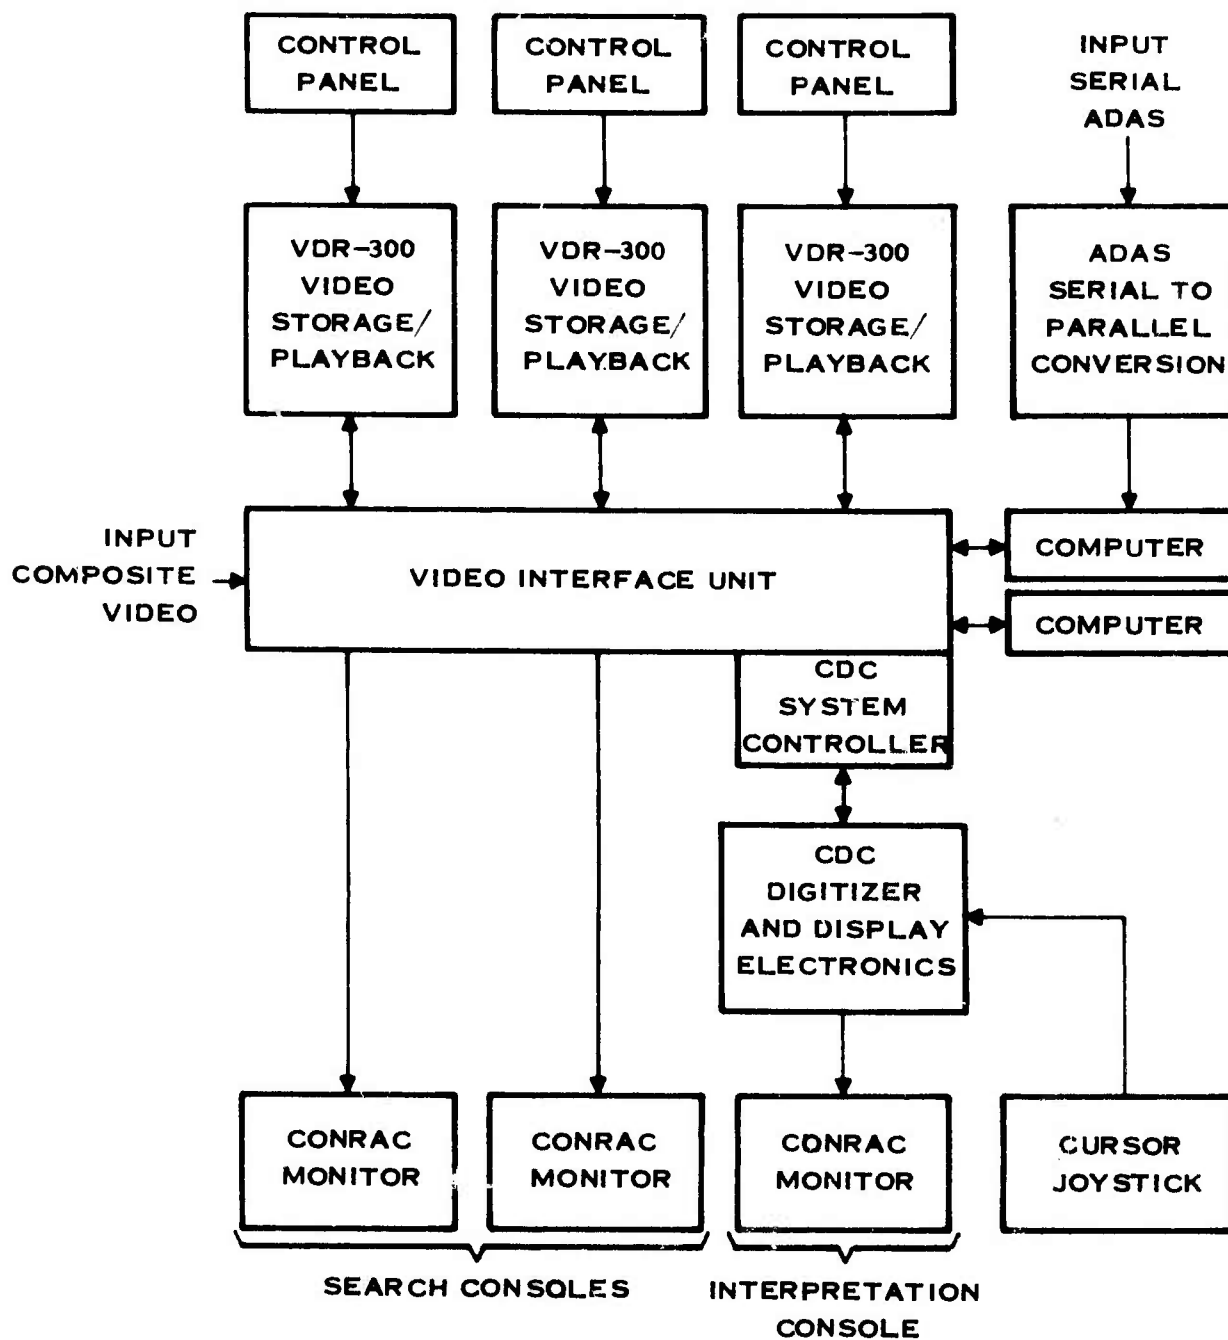 CONTROL
PANEL
CONTROL
PANEL
CONTROL
PANEL
INPUT
SERIAL
ADAS
VDR-300
VIDEO
STORAGE/
PLAYBACK
VDR-300
VIDEO
STORAGE/
PLAYBACK
VDR-300
VIDEO
STORAGE/
PLAYBACK
ADAS
SERIAL TO
PARALLEL
CONVERSION
INPUT
COMPOSITE
VIDEO
VIDEO INTERFACE UNIT
COMPUTER
COMPUTER
CDC
SYSTEM
CONTROLLER
CDC
DIGITIZER
AND DISPLAY
ELECTRONICS
CONRAC
MONITOR
CONRAC
MONITOR
CONRAC
MONITOR
CURSOR
JOYSTICK
SEARCH CONSOLES
INTERPRETATION
CONSOLE